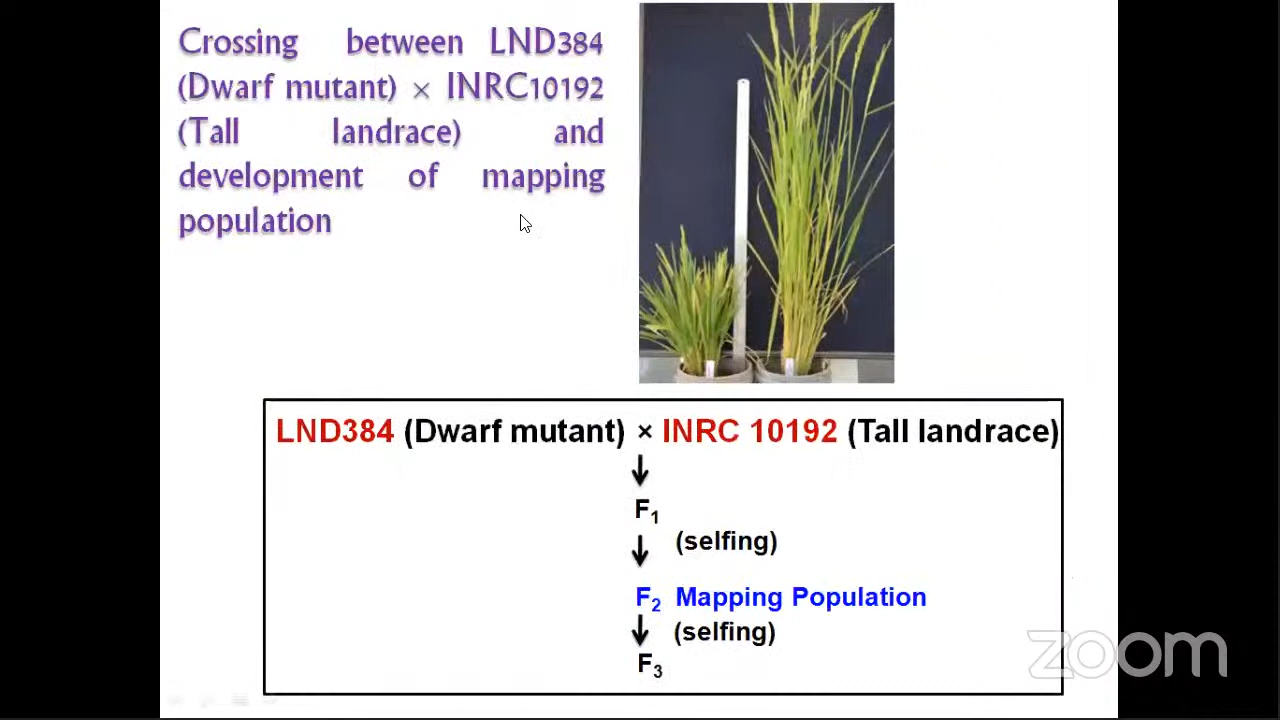 Crossing between LND384
(Dwarf mutant) × INRC10192
(Tall landrace) and
development of mapping
population
LND384 (Dwarf mutant) × INRC 10192 (Tall landrace)
F₁
(selfing)
F₂ Mapping Population
(selfing)
F₃
zoom